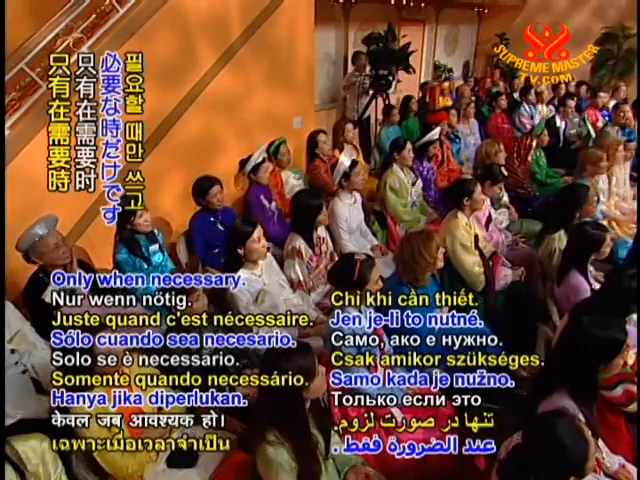 SUPREME MASTER
TV.COM
필요할 때만 쓰고
必要な時だけです
只有在需要时
只有在需要時
Only when necessary.
Nur wenn nötig.
Juste quand c'est nécessaire.
Sólo cuando sea necesario.
Solo se è necessario.
Somente quando necessário.
Hanya jika diperlukan.
केवल जब् आवश्यक हो।
เฉพาะเมื่อเวลาจำเป็น
Chỉ khi cần thiết.
Jen je-li to nutné.
Само, ако е нужно.
Csak amikor szükséges.
Samo kada je nužno.
Только если это
تنها در صورت لزوم.
عند الضرورة فقط.